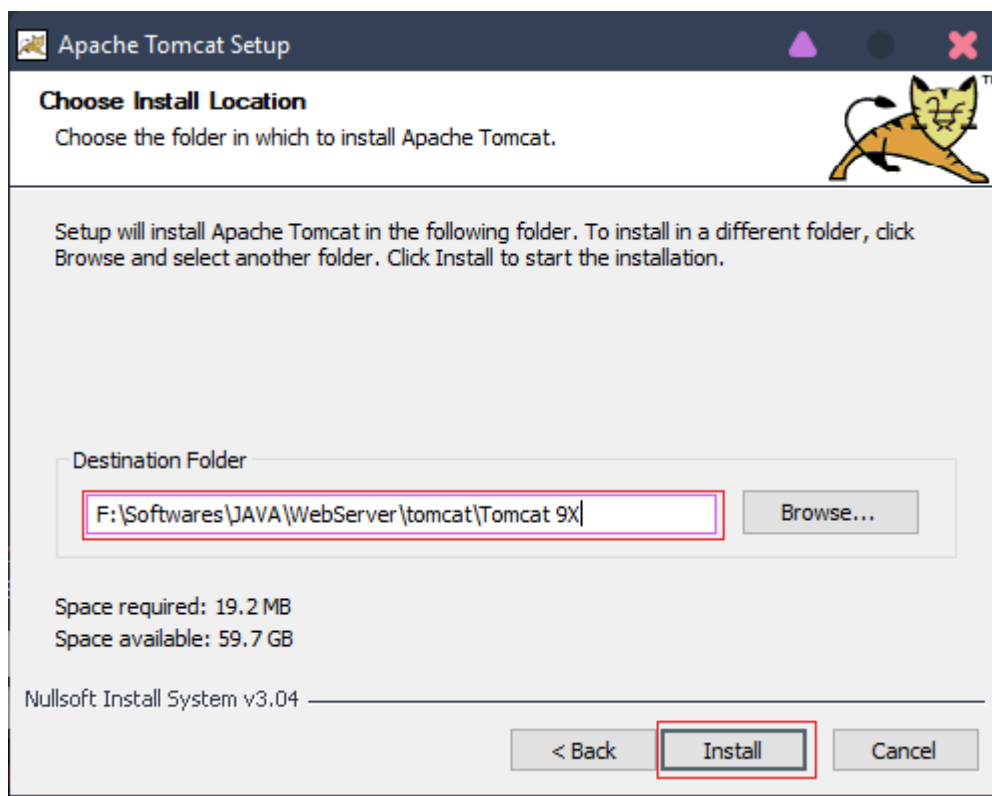 Apache Tomcat Setup
TM
Choose Install Location
Choose the folder in which to install Apache Tomcat.
Setup will install Apache Tomcat in the following folder. To install in a different folder, click
Browse and select another folder. Click Install to start the installation.
Destination Folder
F:\Softwares\JAVA\WebServer\tomcat\Tomcat 9X
Browse...
Space required: 19.2 MB
Space available: 59.7 GB
Nullsoft Install System v3.04
< Back
Install
Cancel